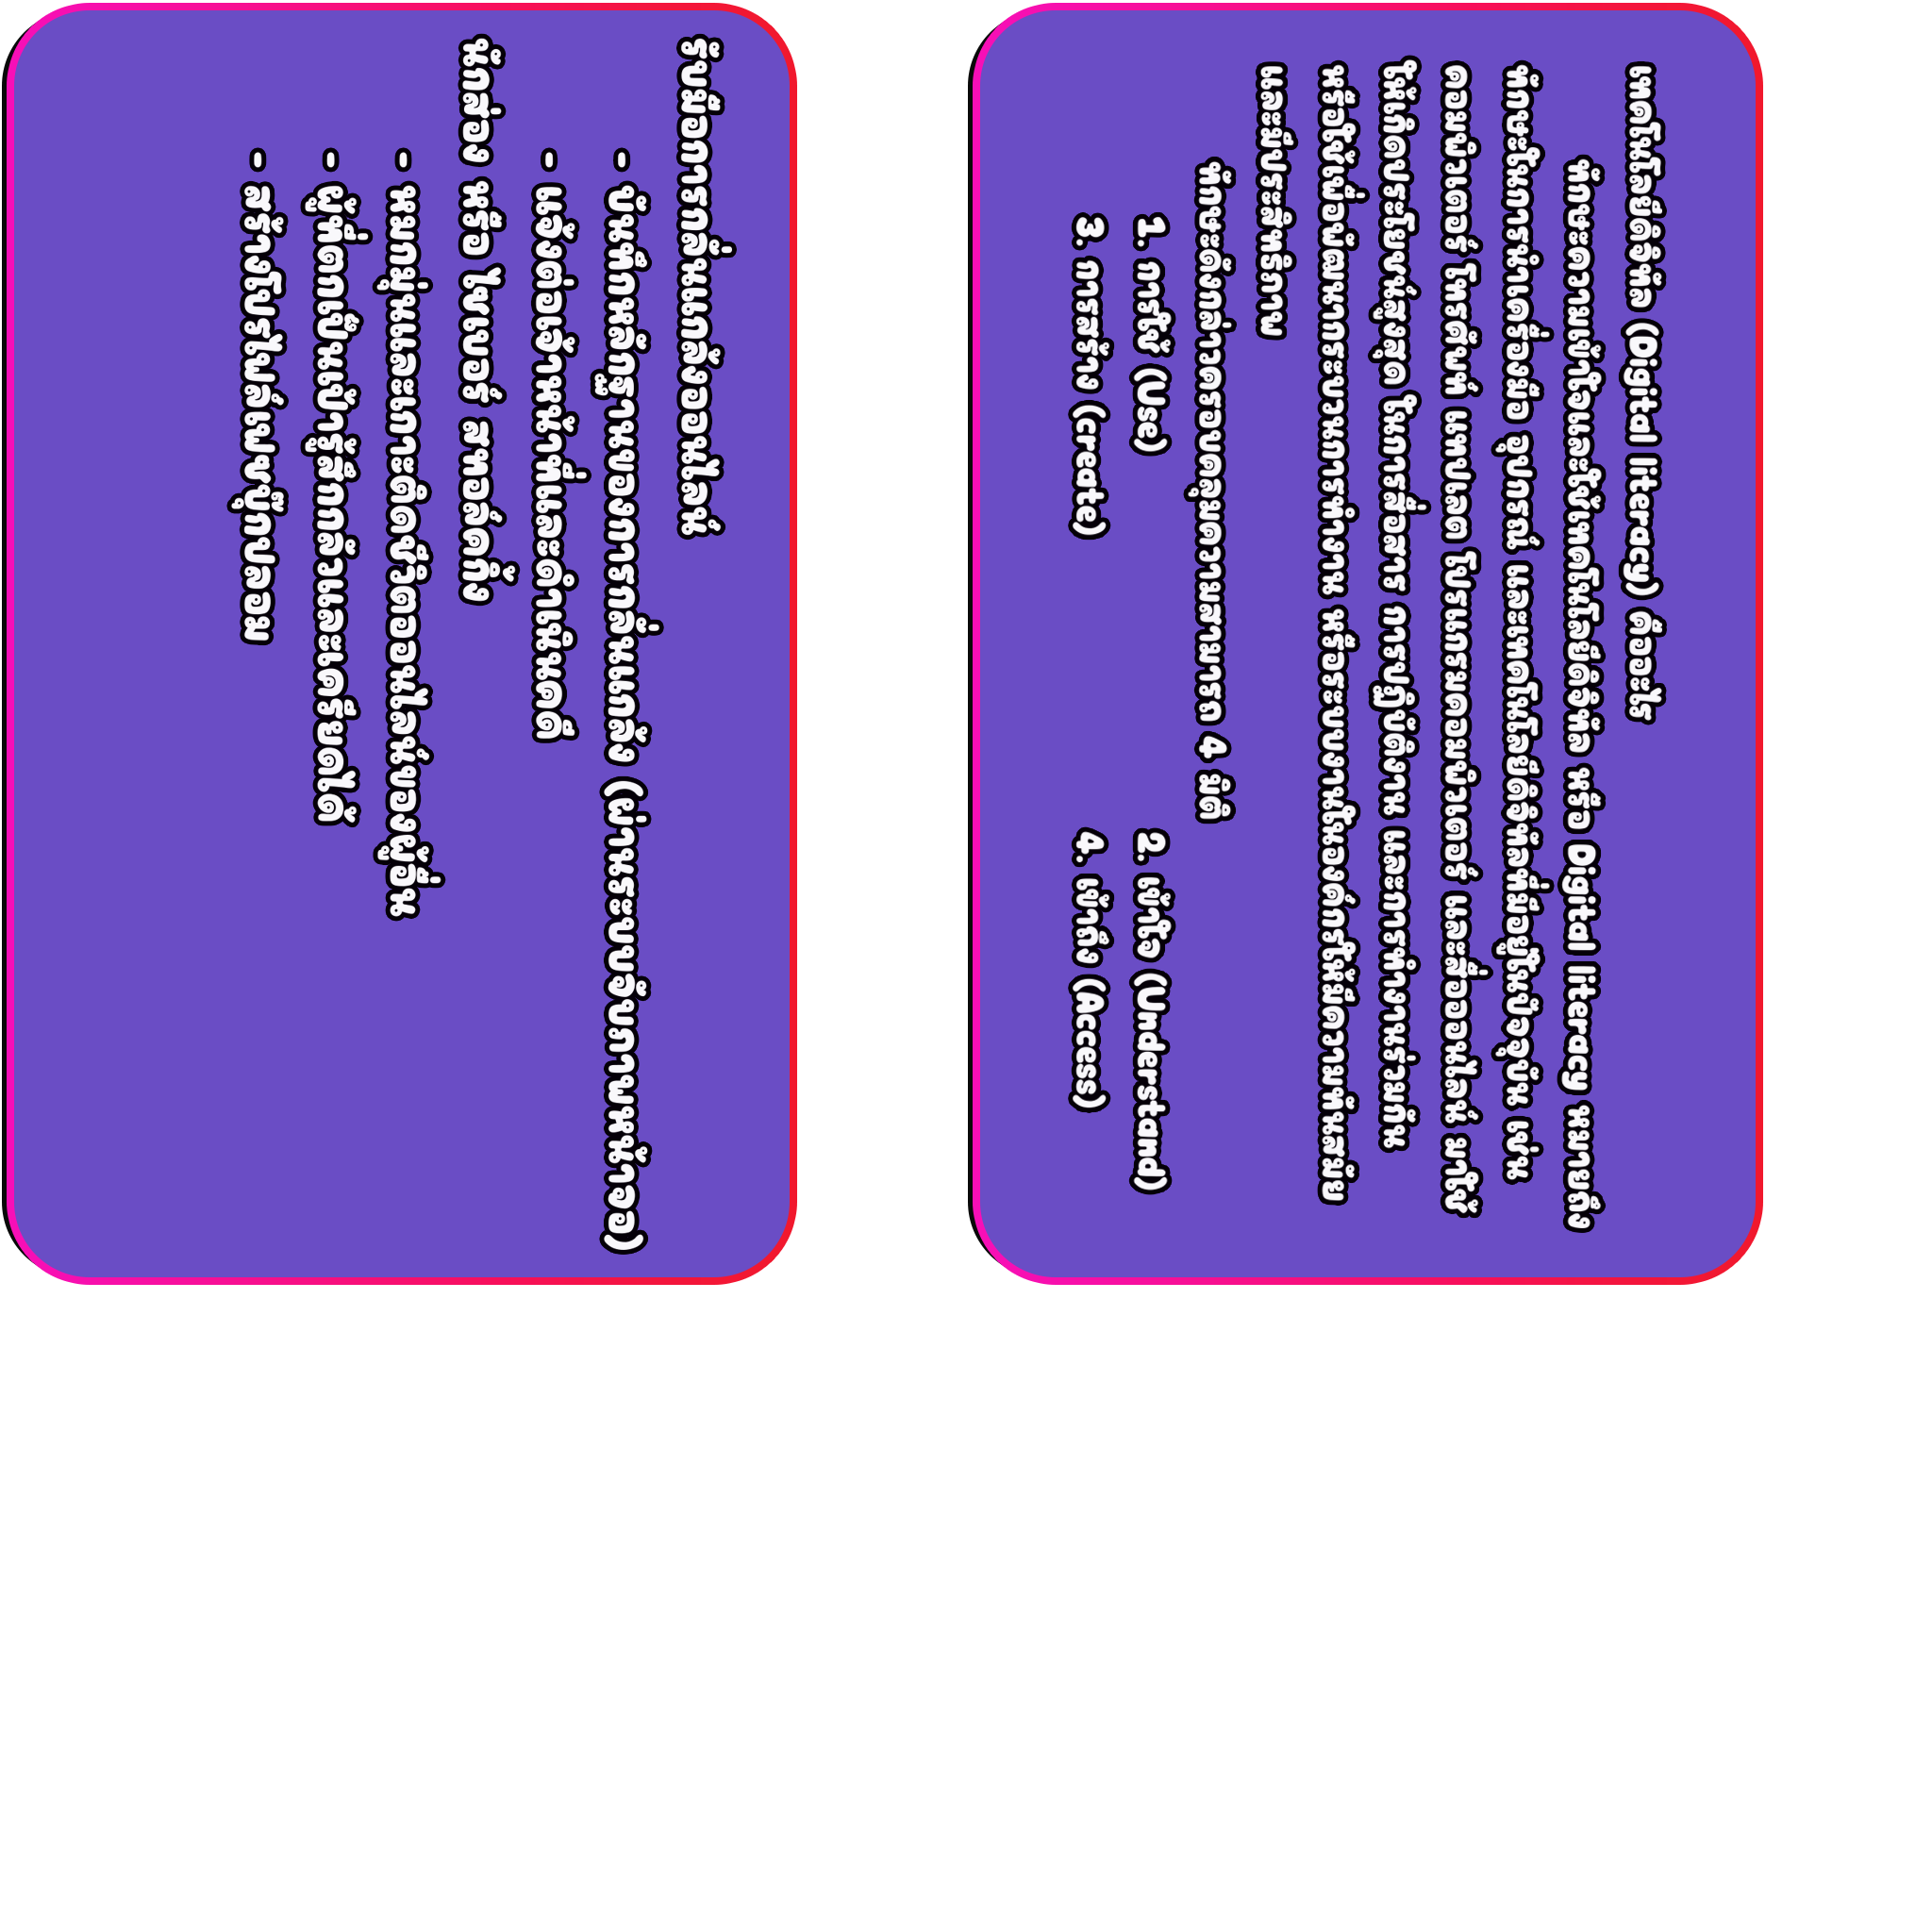 เทคโนโลยีดิจิทัล (Digital literacy) คืออะไร
ทักษะความเข้าใจและใช้เทคโนโลยีดิจิทัล หรือ Digital literacy หมายถึง
ทักษะในการนำเครื่องมือ อุปกรณ์ และเทคโนโลยีดิจิทัลที่มีอยู่ในปัจจุบัน เช่น
คอมพิวเตอร์ โทรศัพท์ แทปเลต โปรแกรมคอมพิวเตอร์ และสื่อออนไลน์ มาใช้
ให้เกิดประโยชน์สูงสุด ในการสื่อสาร การปฏิบัติงาน และการทำงานร่วมกัน
หรือใช้เพื่อพัฒนากระบวนการทำงาน หรือระบบงานในองค์กรให้มีความทันสมัย
และมีประสิทธิภาพ
ทักษะดังกล่าวครอบคลุมความสามารถ 4 มิติ
1. การใช้ (Use) 2. เข้าใจ (Understand)
3. การสร้าง (create) 4. เข้าถึง (Access)
รับมือการกลั่นแกล้งออนไลน์
- บันทึกหลักฐานของการกลั่นแกล้ง (ผ่านระบบ ภาพหน้าจอ)
- แจ้งต่อเจ้าหน้าที่และดำเนินคดี
หรือ ไซเบอร์ สตอล์คกิ้ง
- หมกมุ่นและเกาะติดชีวิตออนไลน์ของผู้อื่น
- ผู้ที่ตกเป็นเหยื่อรู้สึกกลัวและเครียดได้
- สร้างโปรไฟล์ ปลอม